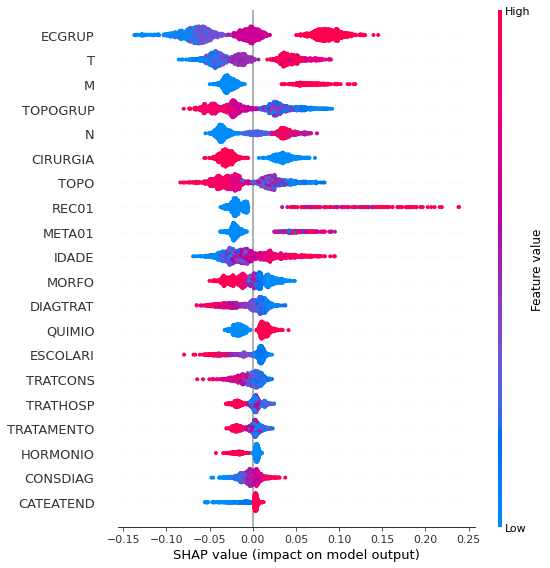 High
ECGRUP
T
M
TOPOGRUP
N
CIRURGIA
TOPO
REC01
META01
IDADE
MORFO
DIAGTRAT
QUIMIO
ESCOLARI
TRATCONS
TRATHOSP
TRATAMENTO
HORMONIO
CONSDIAG
CATEATEND
Feature value
Low
−0.15 −0.10 −0.05 0.00 0.05 0.10 0.15 0.20 0.25
SHAP value (impact on model output)